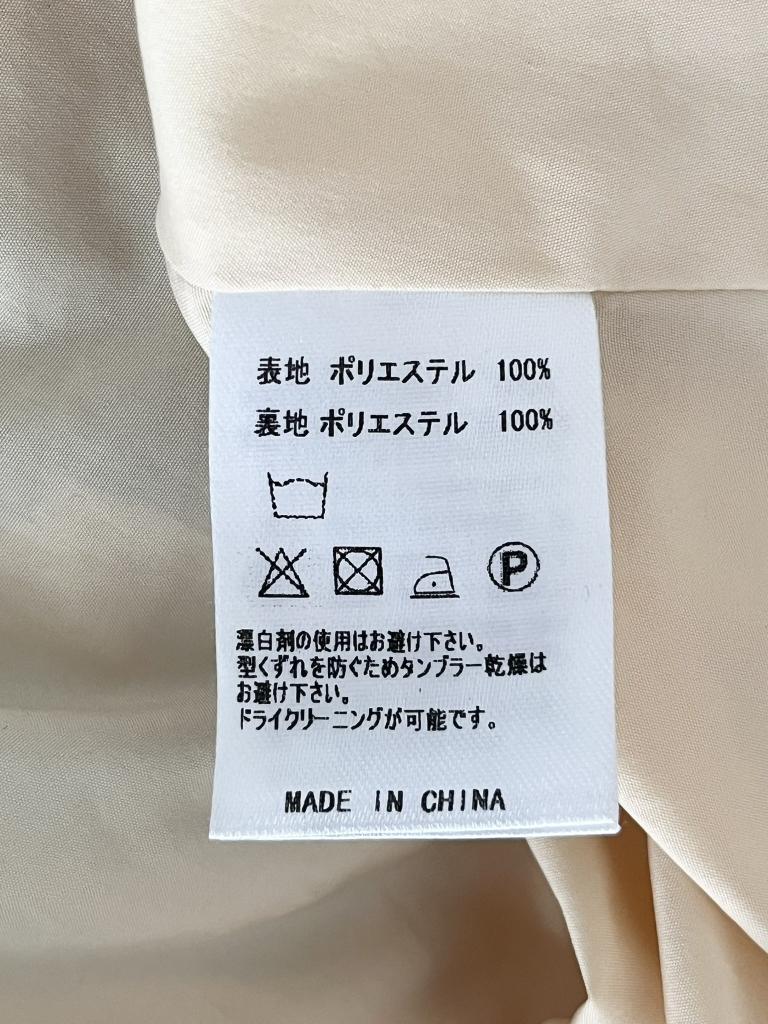 表地 ポリエステル 100%
裏地 ポリエステル 100%
P
漂白剤の使用はお避け下さい。
型くずれを防ぐためタンブラー乾燥は
お避け下さい。
ドライクリーニングが可能です。
MADE IN CHINA